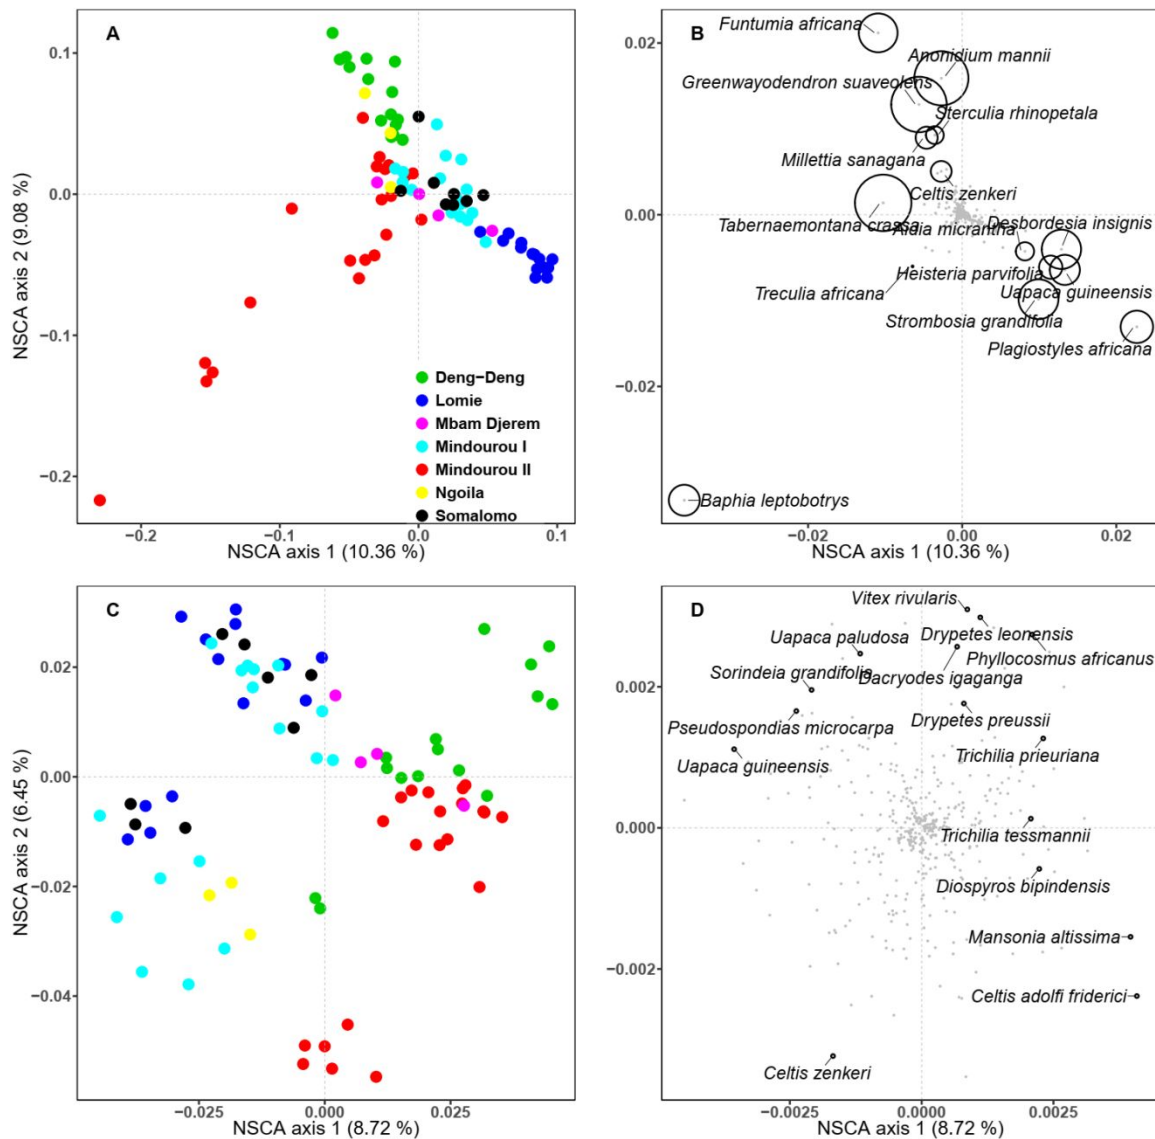 A
0.1
0.0
−0.1
−0.2
NSCA axis 2 (9.08 %)
Deng−Deng
Lomie
Mbam Djerem
Mindourou I
Mindourou II
Ngoila
Somalomo
−0.2
−0.1
0.0
0.1
NSCA axis 1 (10.36 %)
B
0.02
0.00
−0.02
Funtumia africana
Anonidium mannii
Greenwayodendron suaveolens
Sterculia rhinopetala
Millettia sanagana
Celtis zenkeri
Tabernaemontana crassa
Aidia micrantha
Desbordesia insignis
Heisteria parvifolia
Treculia africana
Uapaca guineensis
Strombosia grandifolia
Plagiostyles africana
Baphia leptobotrys
−0.02
0.00
0.02
NSCA axis 1 (10.36 %)
C
0.02
0.00
−0.02
−0.04
NSCA axis 2 (6.45 %)
−0.025
0.000
0.025
NSCA axis 1 (8.72 %)
D
0.002
0.000
−0.002
Vitex rivularis
Uapaca paludosa
Drypetes leonensis
Phyllocosmus africanus
Sorindeia grandifolia
Dacryodes igaganga
Pseudospondias microcarpa
Drypetes preussii
Uapaca guineensis
Trichilia prieuriana
Trichilia tessmannii
Diospyros bipindensis
Mansonia altissima
Celtis adolfi friderici
Celtis zenkeri
−0.0025
0.0000
0.0025
NSCA axis 1 (8.72 %)